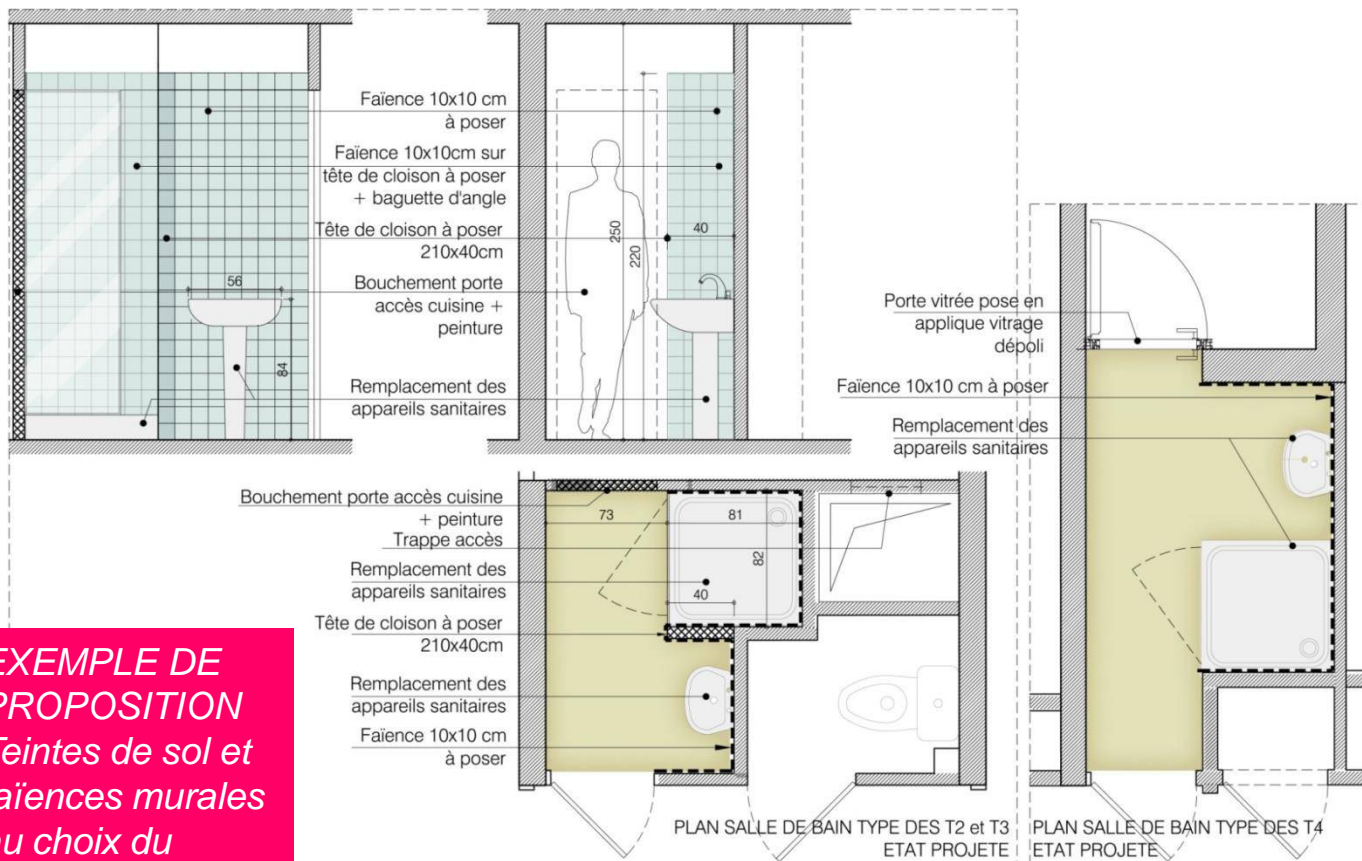 Faïence 10x10 cm
à poser
Faïence 10x10cm sur
tête de cloison à poser
+ baguette d'angle
Tête de cloison à poser
210x40cm
Bouchement porte
accès cuisine +
peinture
Remplacement des
appareils sanitaires
56
84
250
220
40
Porte vitrée pose en
applique vitrage
dépoli
Faïence 10x10 cm à poser
Remplacement des
appareils sanitaires
Bouchement porte accès cuisine
+ peinture
Trappe accès
Remplacement des
appareils sanitaires
Tête de cloison à poser
210x40cm
Remplacement des
appareils sanitaires
Faïence 10x10 cm
à poser
73
81
82
40
PLAN SALLE DE BAIN TYPE DES T2 et T3
ETAT PROJETE
PLAN SALLE DE BAIN TYPE DES T4
ETAT PROJETE
EXEMPLE DE
PROPOSITION
Teintes de sol et
faïences murales
au choix du